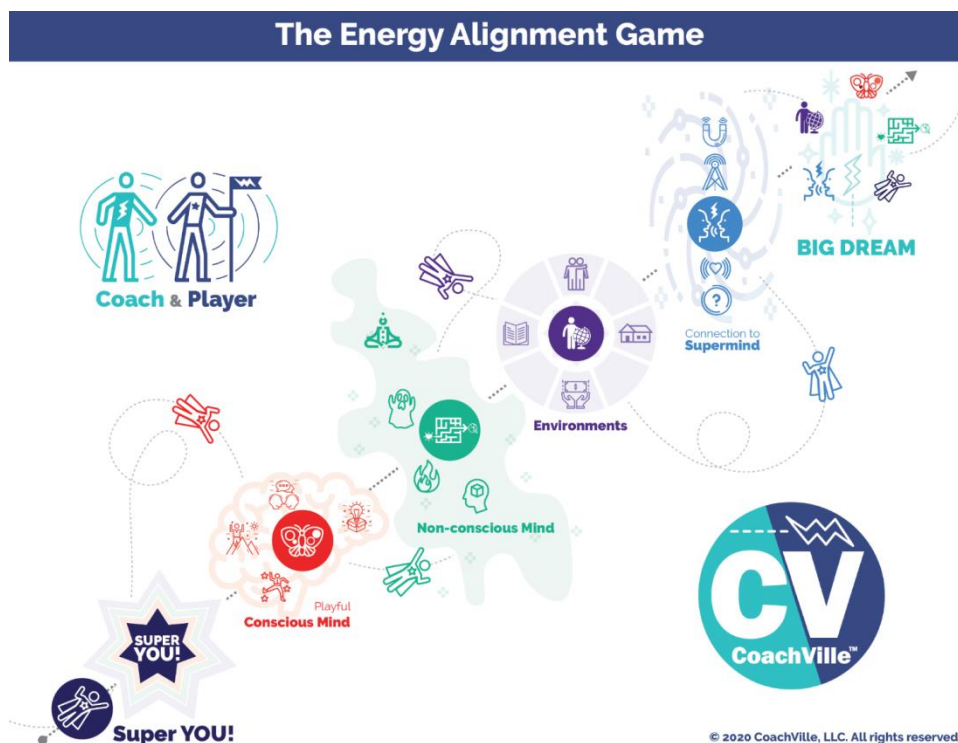 The Energy Alignment Game
Coach & Player
BIG DREAM
Connection to
Supermind
Environments
Non-conscious Mind
Playful
Conscious Mind
SUPER
YOU!
Super YOU!
CV
CoachVille™
© 2020 CoachVille, LLC. All rights reserved